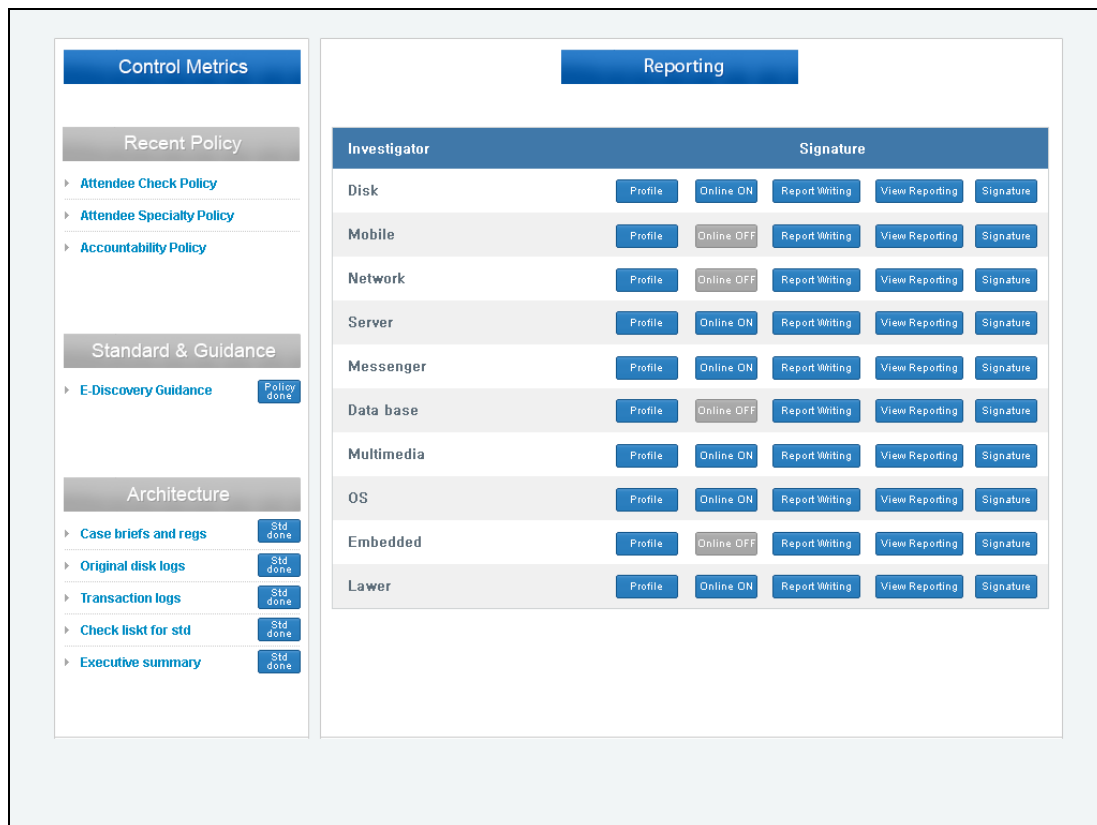 Control Metrics
Recent Policy
Attendee Check Policy
Attendee Specialty Policy
Accountability Policy
Standard & Guidance
E-Discovery Guidance
Policy
done
Architecture
Case briefs and regs
Std
done
Original disk logs
Std
done
Transaction logs
Std
done
Check liskt for std
Std
done
Executive summary
Std
done
Reporting
Investigator Signature
Disk Profile Online ON Report Writing View Reporting Signature
Mobile Profile Online OFF Report Writing View Reporting Signature
Network Profile Online OFF Report Writing View Reporting Signature
Server Profile Online ON Report Writing View Reporting Signature
Messenger Profile Online ON Report Writing View Reporting Signature
Data base Profile Online OFF Report Writing View Reporting Signature
Multimedia Profile Online ON Report Writing View Reporting Signature
OS Profile Online ON Report Writing View Reporting Signature
Embedded Profile Online OFF Report Writing View Reporting Signature
Lawer Profile Online ON Report Writing View Reporting Signature